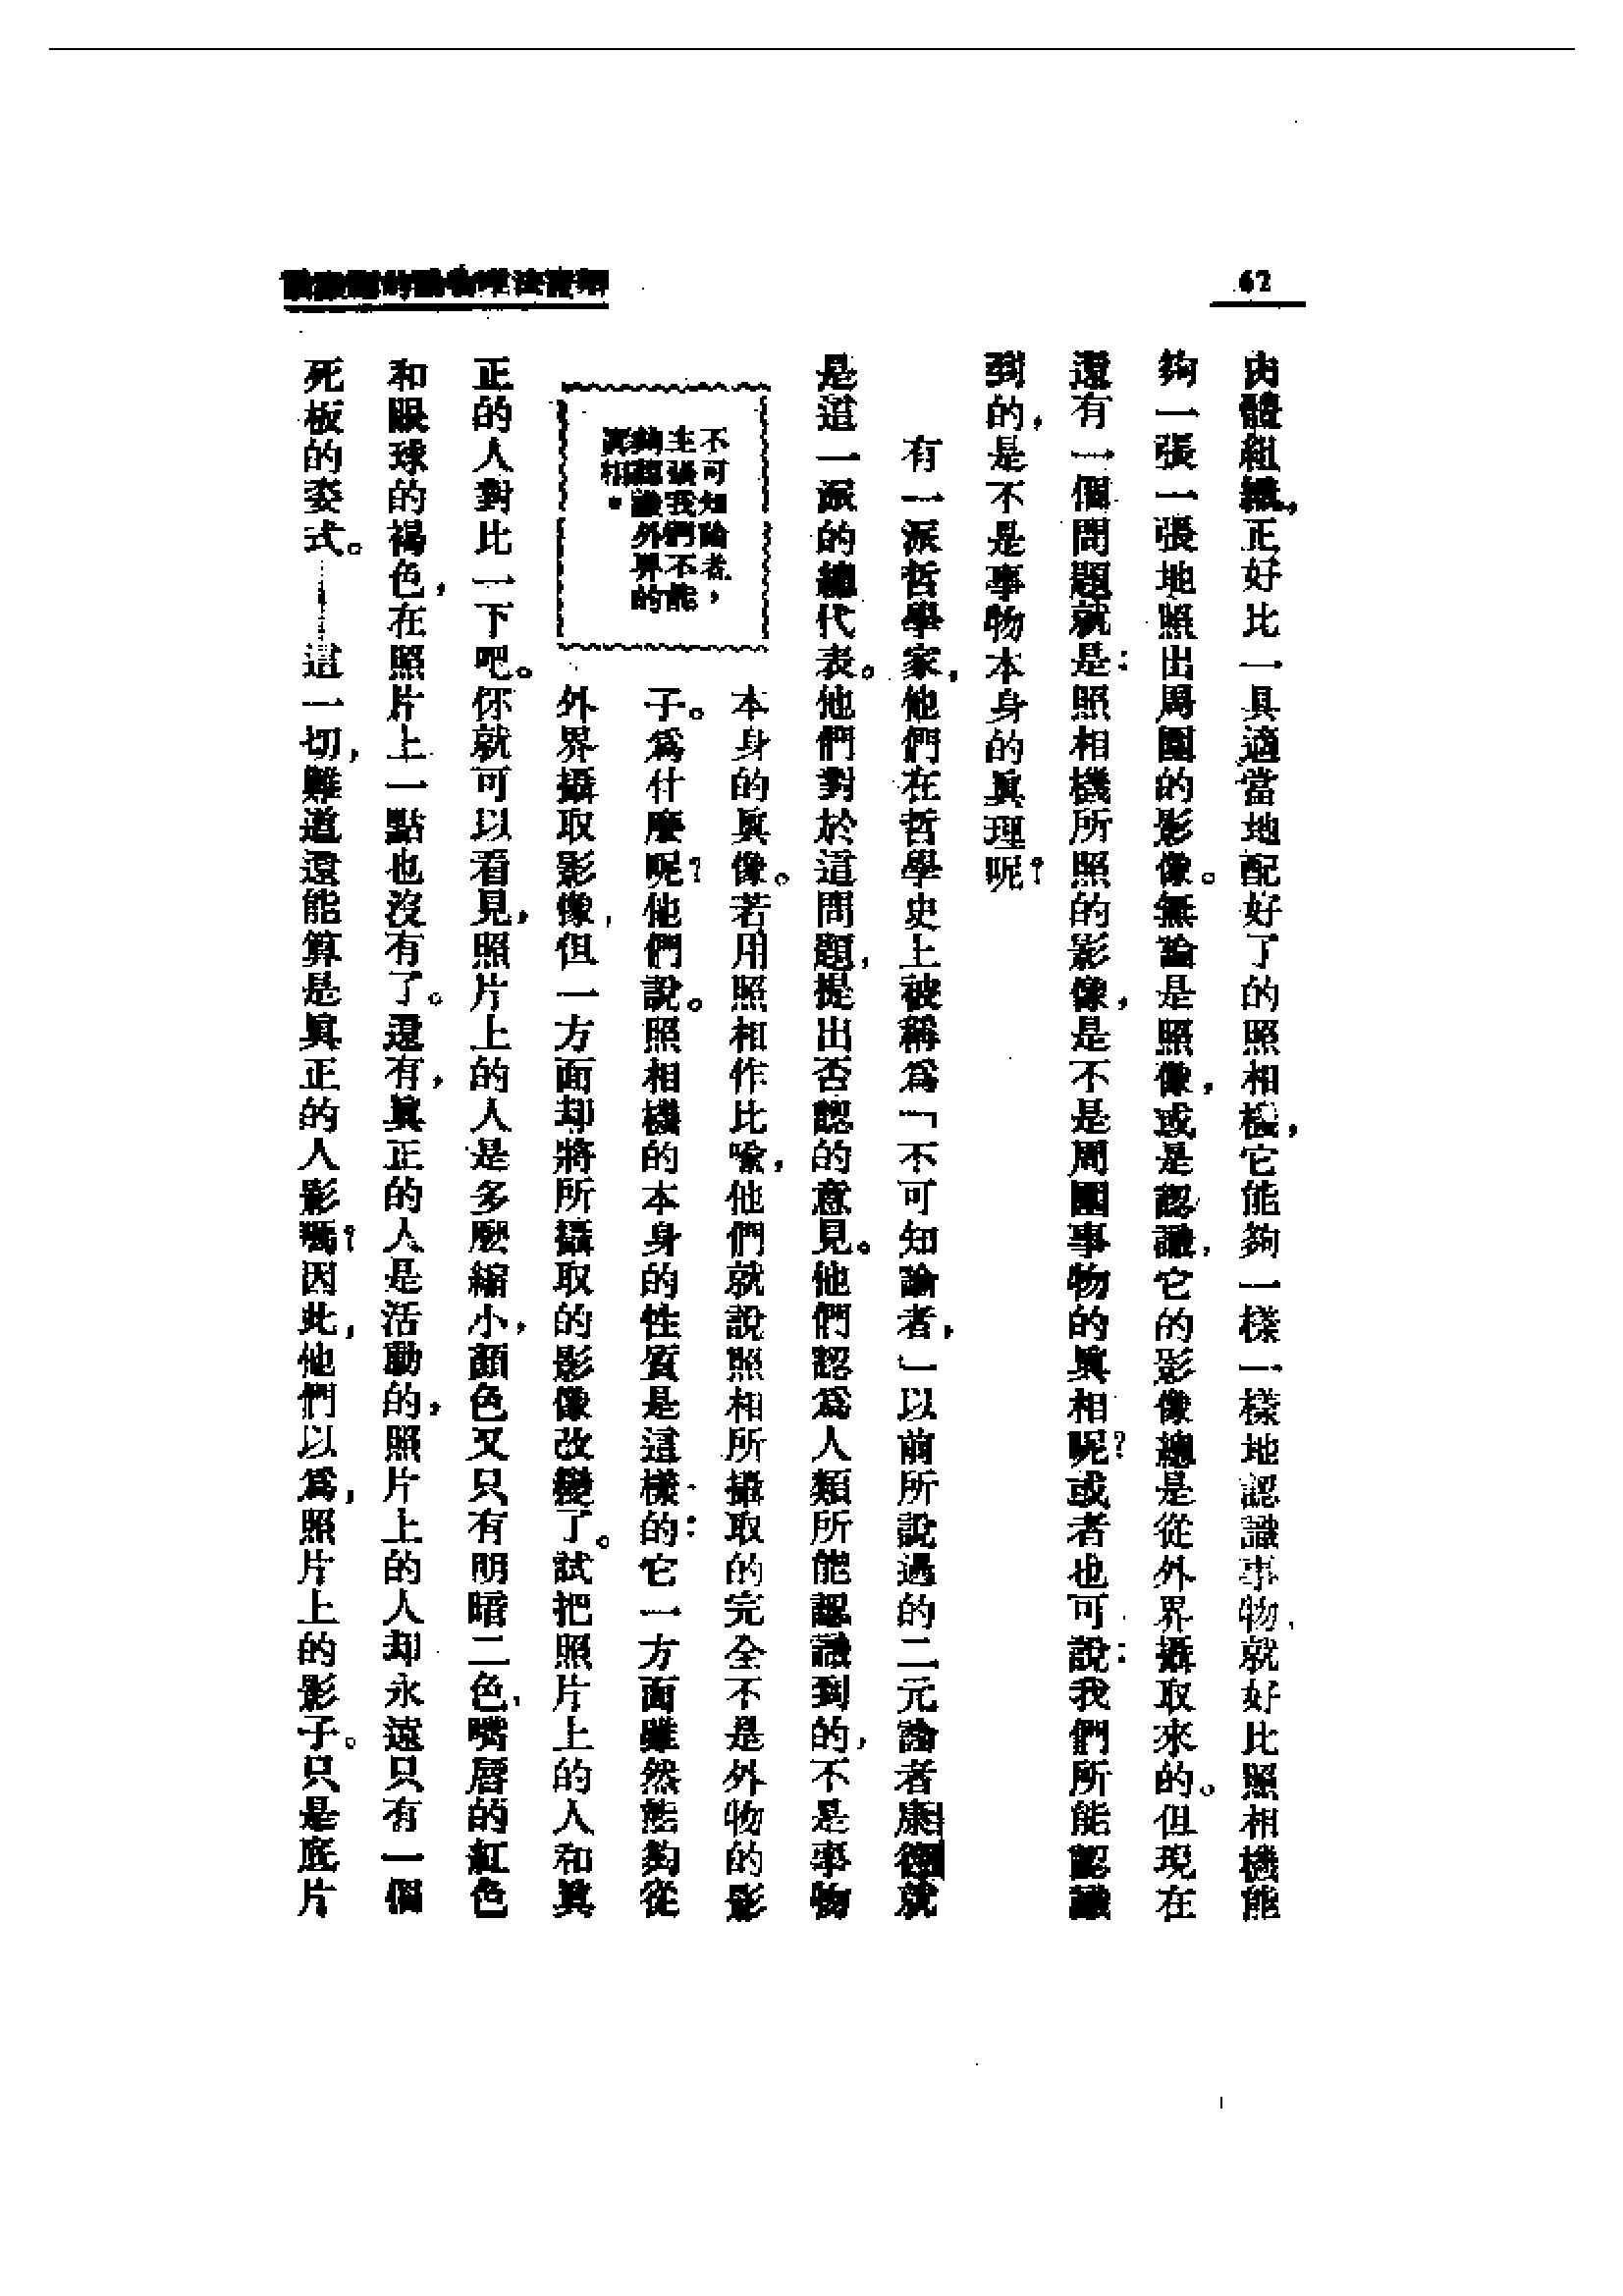 62
肉體組織，正好比一具適當地配好了的照相機，它能夠一樣一樣地認識事物，就好比照相機能
夠一張一張地照出周圍的影像。無論是照像，或是認識，它的影像總是從外界攝取來的。但現在
還有一個問題就是：照相機所照的影像，是不是周圍事物的眞相呢？或者也可說：我們所能認識
到的，是不是事物本身的眞理呢？
有一派哲學家，他們在哲學史上被稱爲「不可知論者，」以前所說過的二元論者康德就
是這一派的總代表。他們對於這問題，提出否認的意見。他們認爲人類所能認識到的，不是事物
不可知論者，
主張我們不能
夠認識外界的
眞相。
本身的眞像。若用照相作比喻，他們就說照相所攝取的完全不是外物的影
子。爲什麼呢？他們說。照相機的本身的性質是這樣的：它一方面雖然能夠從
外界攝取影像，但一方面却將所攝取的影像改變了。試把照片上的人和眞
正的人對比一下吧。你就可以看見，照片上的人是多麽縮小，顏色又只有明暗二色，嘴唇的紅色
和眼球的褐色，在照片上一點也沒有了。還有，眞正的人是活動的，照片上的人却永遠只有一個
死板的姿式。——這一切，難道還能算是眞正的人影嗎？因此，他們以爲，照片上的影子。只是底片